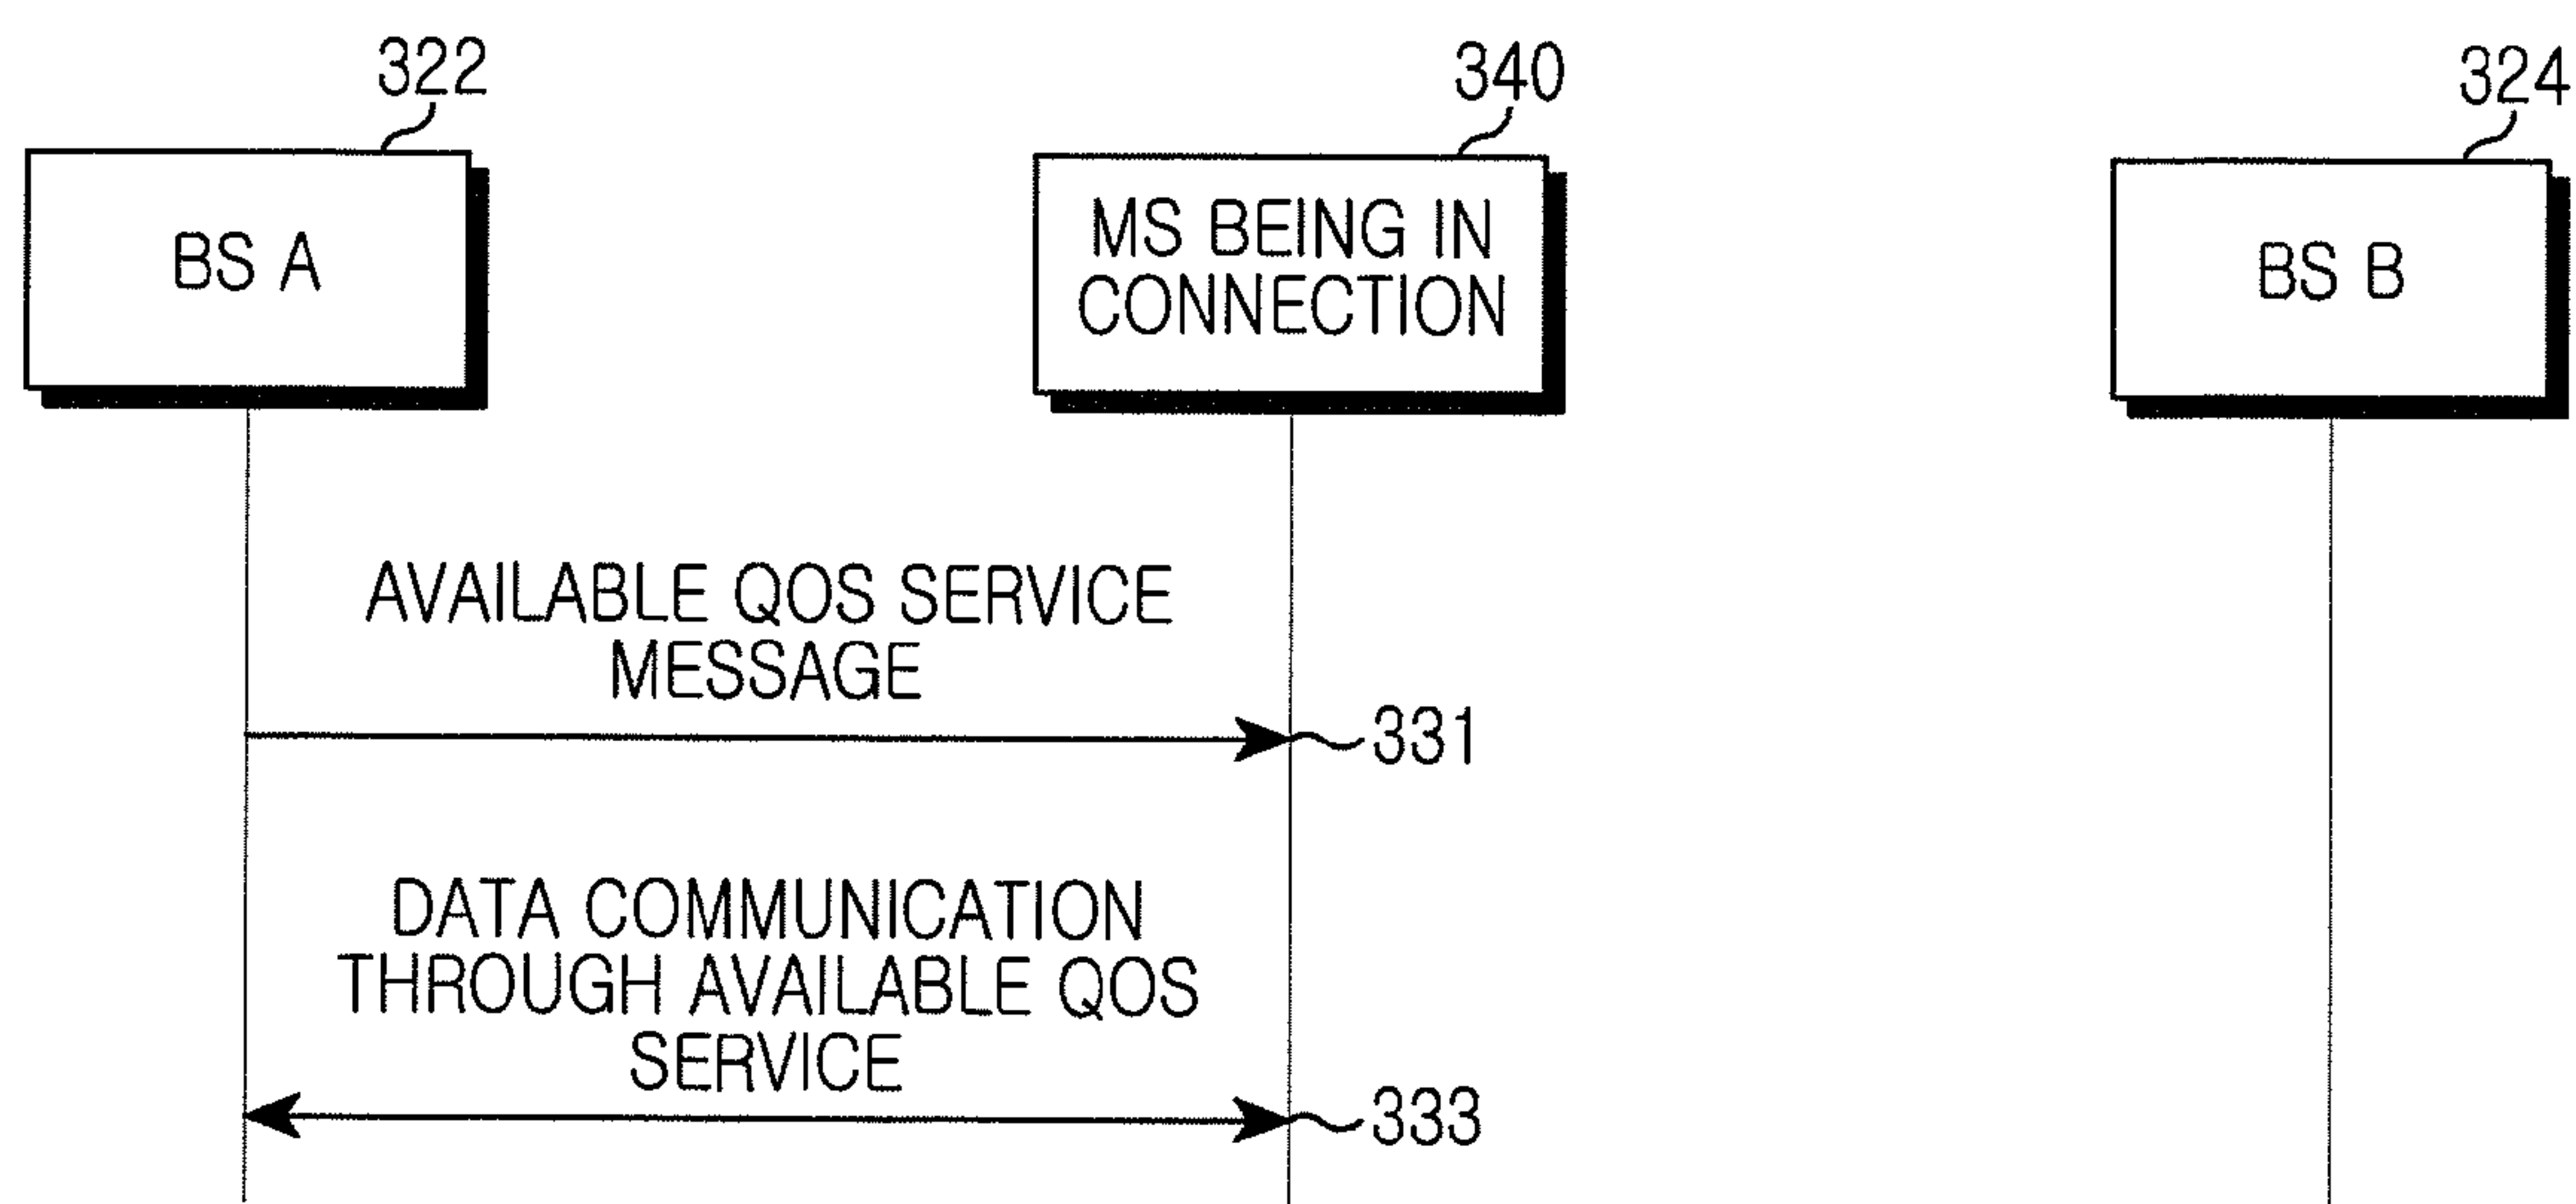 322
340
324
BS A
MS BEING IN
CONNECTION
BS B
AVAILABLE QOS SERVICE
MESSAGE
331
DATA COMMUNICATION
THROUGH AVAILABLE QOS
SERVICE
333